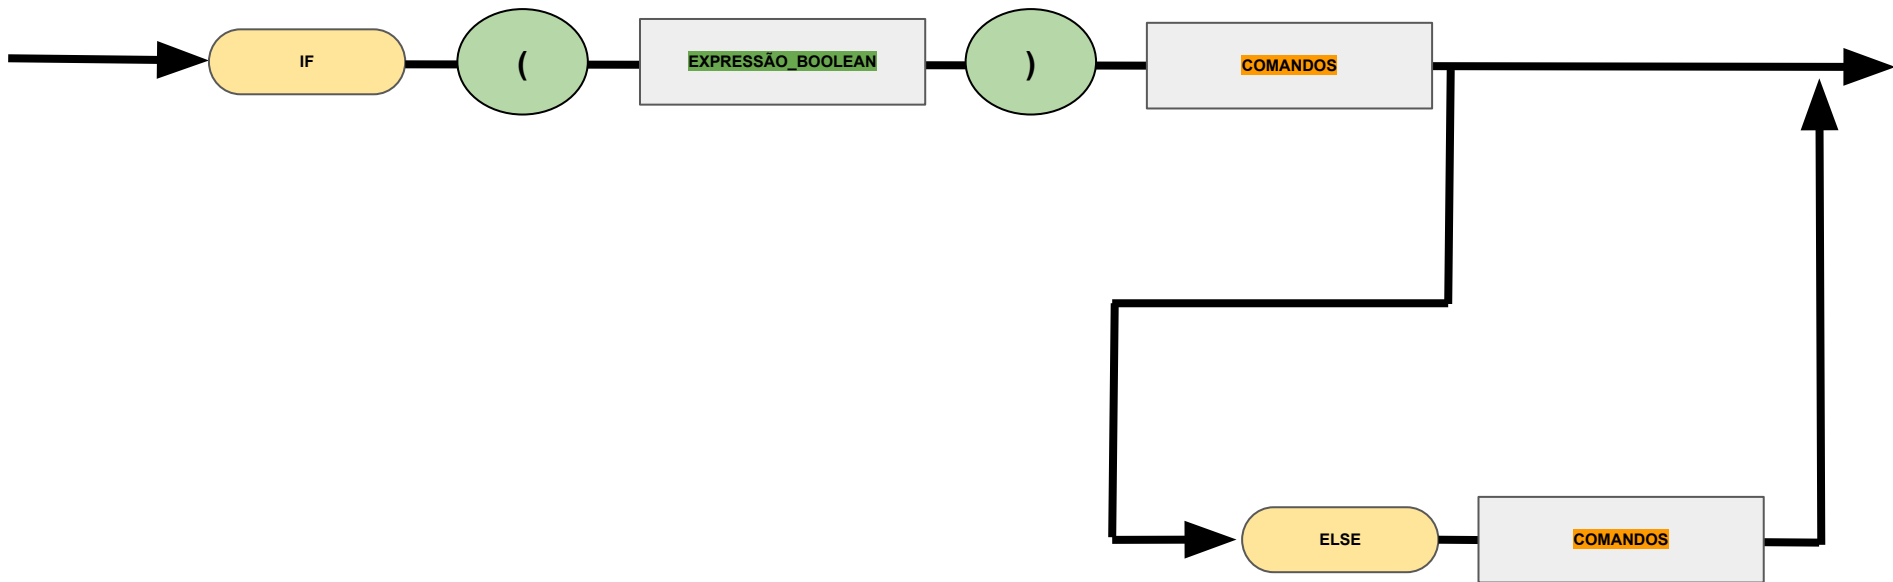 IF
(
EXPRESSÃO_BOOLEAN
)
COMANDOS
ELSE
COMANDOS